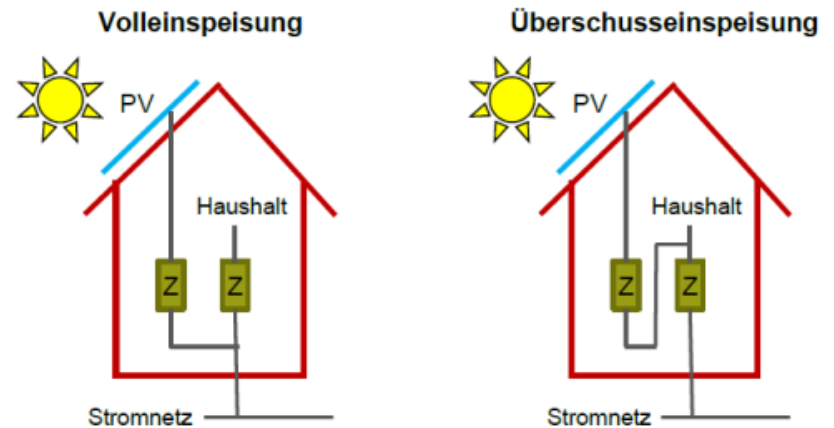 Volleinspeisung
PV
Haushalt
Z Z
Stromnetz
Überschusseinspeisung
PV
Haushalt
Z Z
Stromnetz